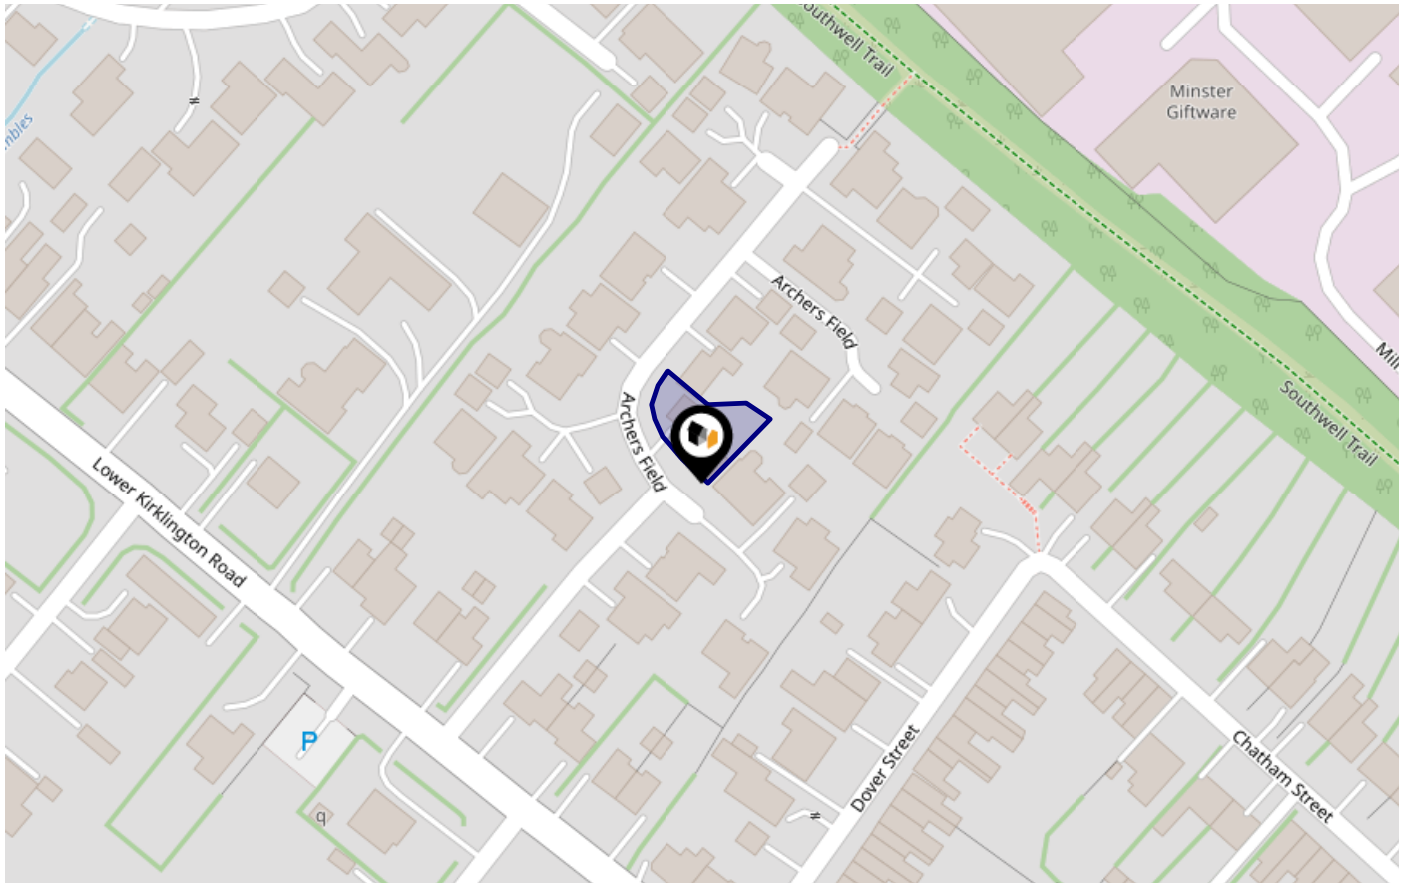 Southwell Trail
Minster
Giftware
Archers Field
Archers Field
Southwell Trail
Lower Kirklington Road
P
q
Dover Street
Chatham Street